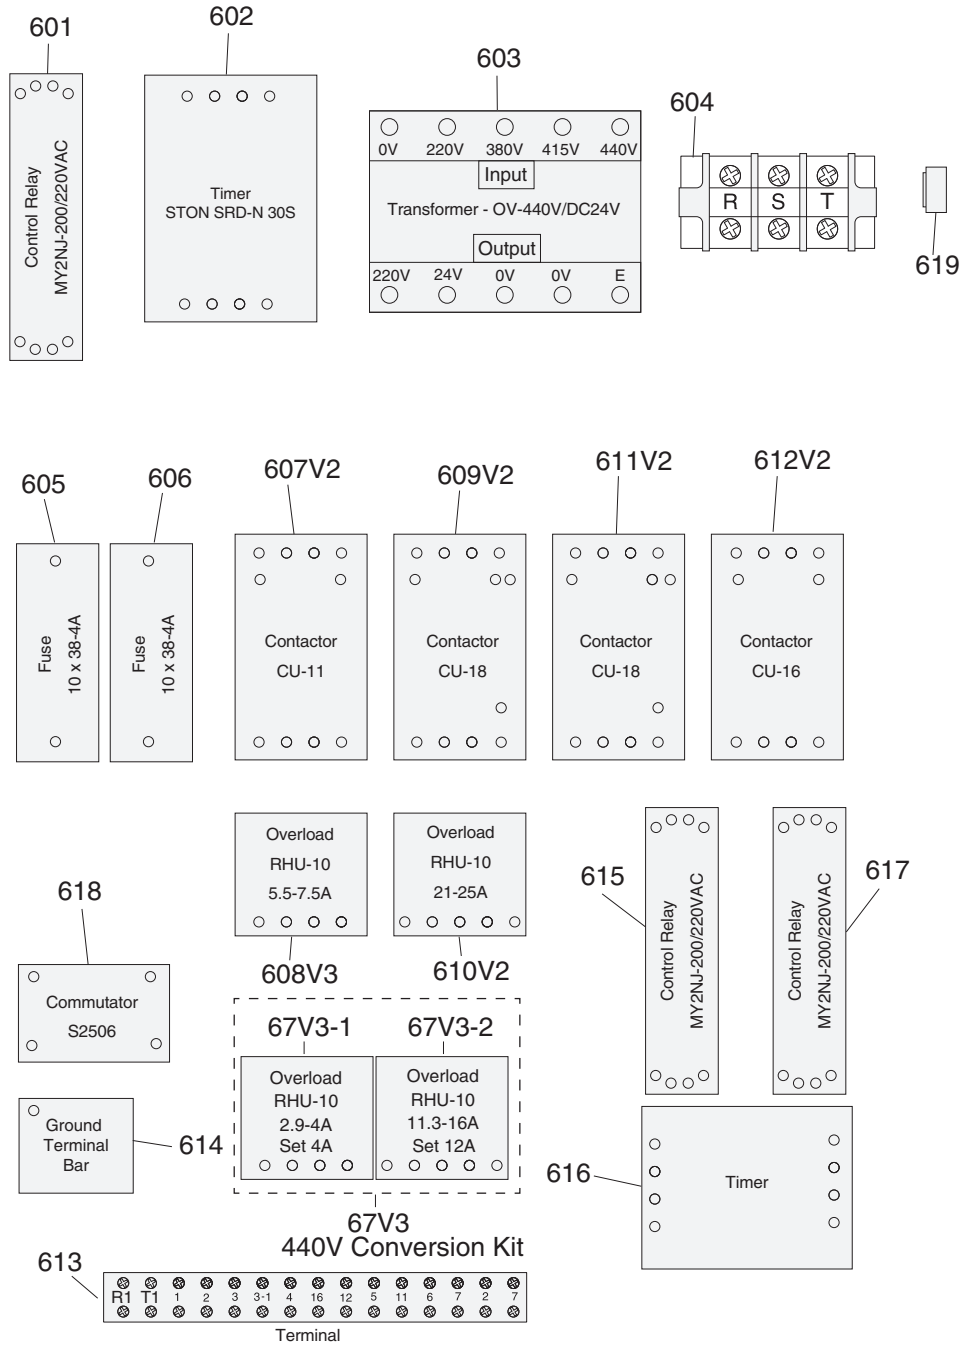 601
602
603
604
619
Control Relay
MY2NJ-200/220VAC
Timer
STON SRD-N 30S
0V 220V 380V 415V 440V
Input
Transformer - OV-440V/DC24V
Output
220V 24V 0V 0V E
R S T
605
606
607V2
609V2
611V2
612V2
Fuse
10 x 38-4A
Fuse
10 x 38-4A
Contactor
CU-11
Contactor
CU-18
Contactor
CU-18
Contactor
CU-16
Overload
RHU-10
5.5-7.5A
608V3
Overload
RHU-10
21-25A
610V2
615
Control Relay
MY2NJ-200/220VAC
617
Control Relay
MY2NJ-200/220VAC
618
Commutator
S2506
67V3-1
67V3-2
Overload
RHU-10
2.9-4A
Set 4A
Overload
RHU-10
11.3-16A
Set 12A
67V3
440V Conversion Kit
Ground
Terminal
Bar
614
616
Timer
613
R1 T1 1 2 3 3-1 4 16 12 5 11 6 7 2 7
Terminal